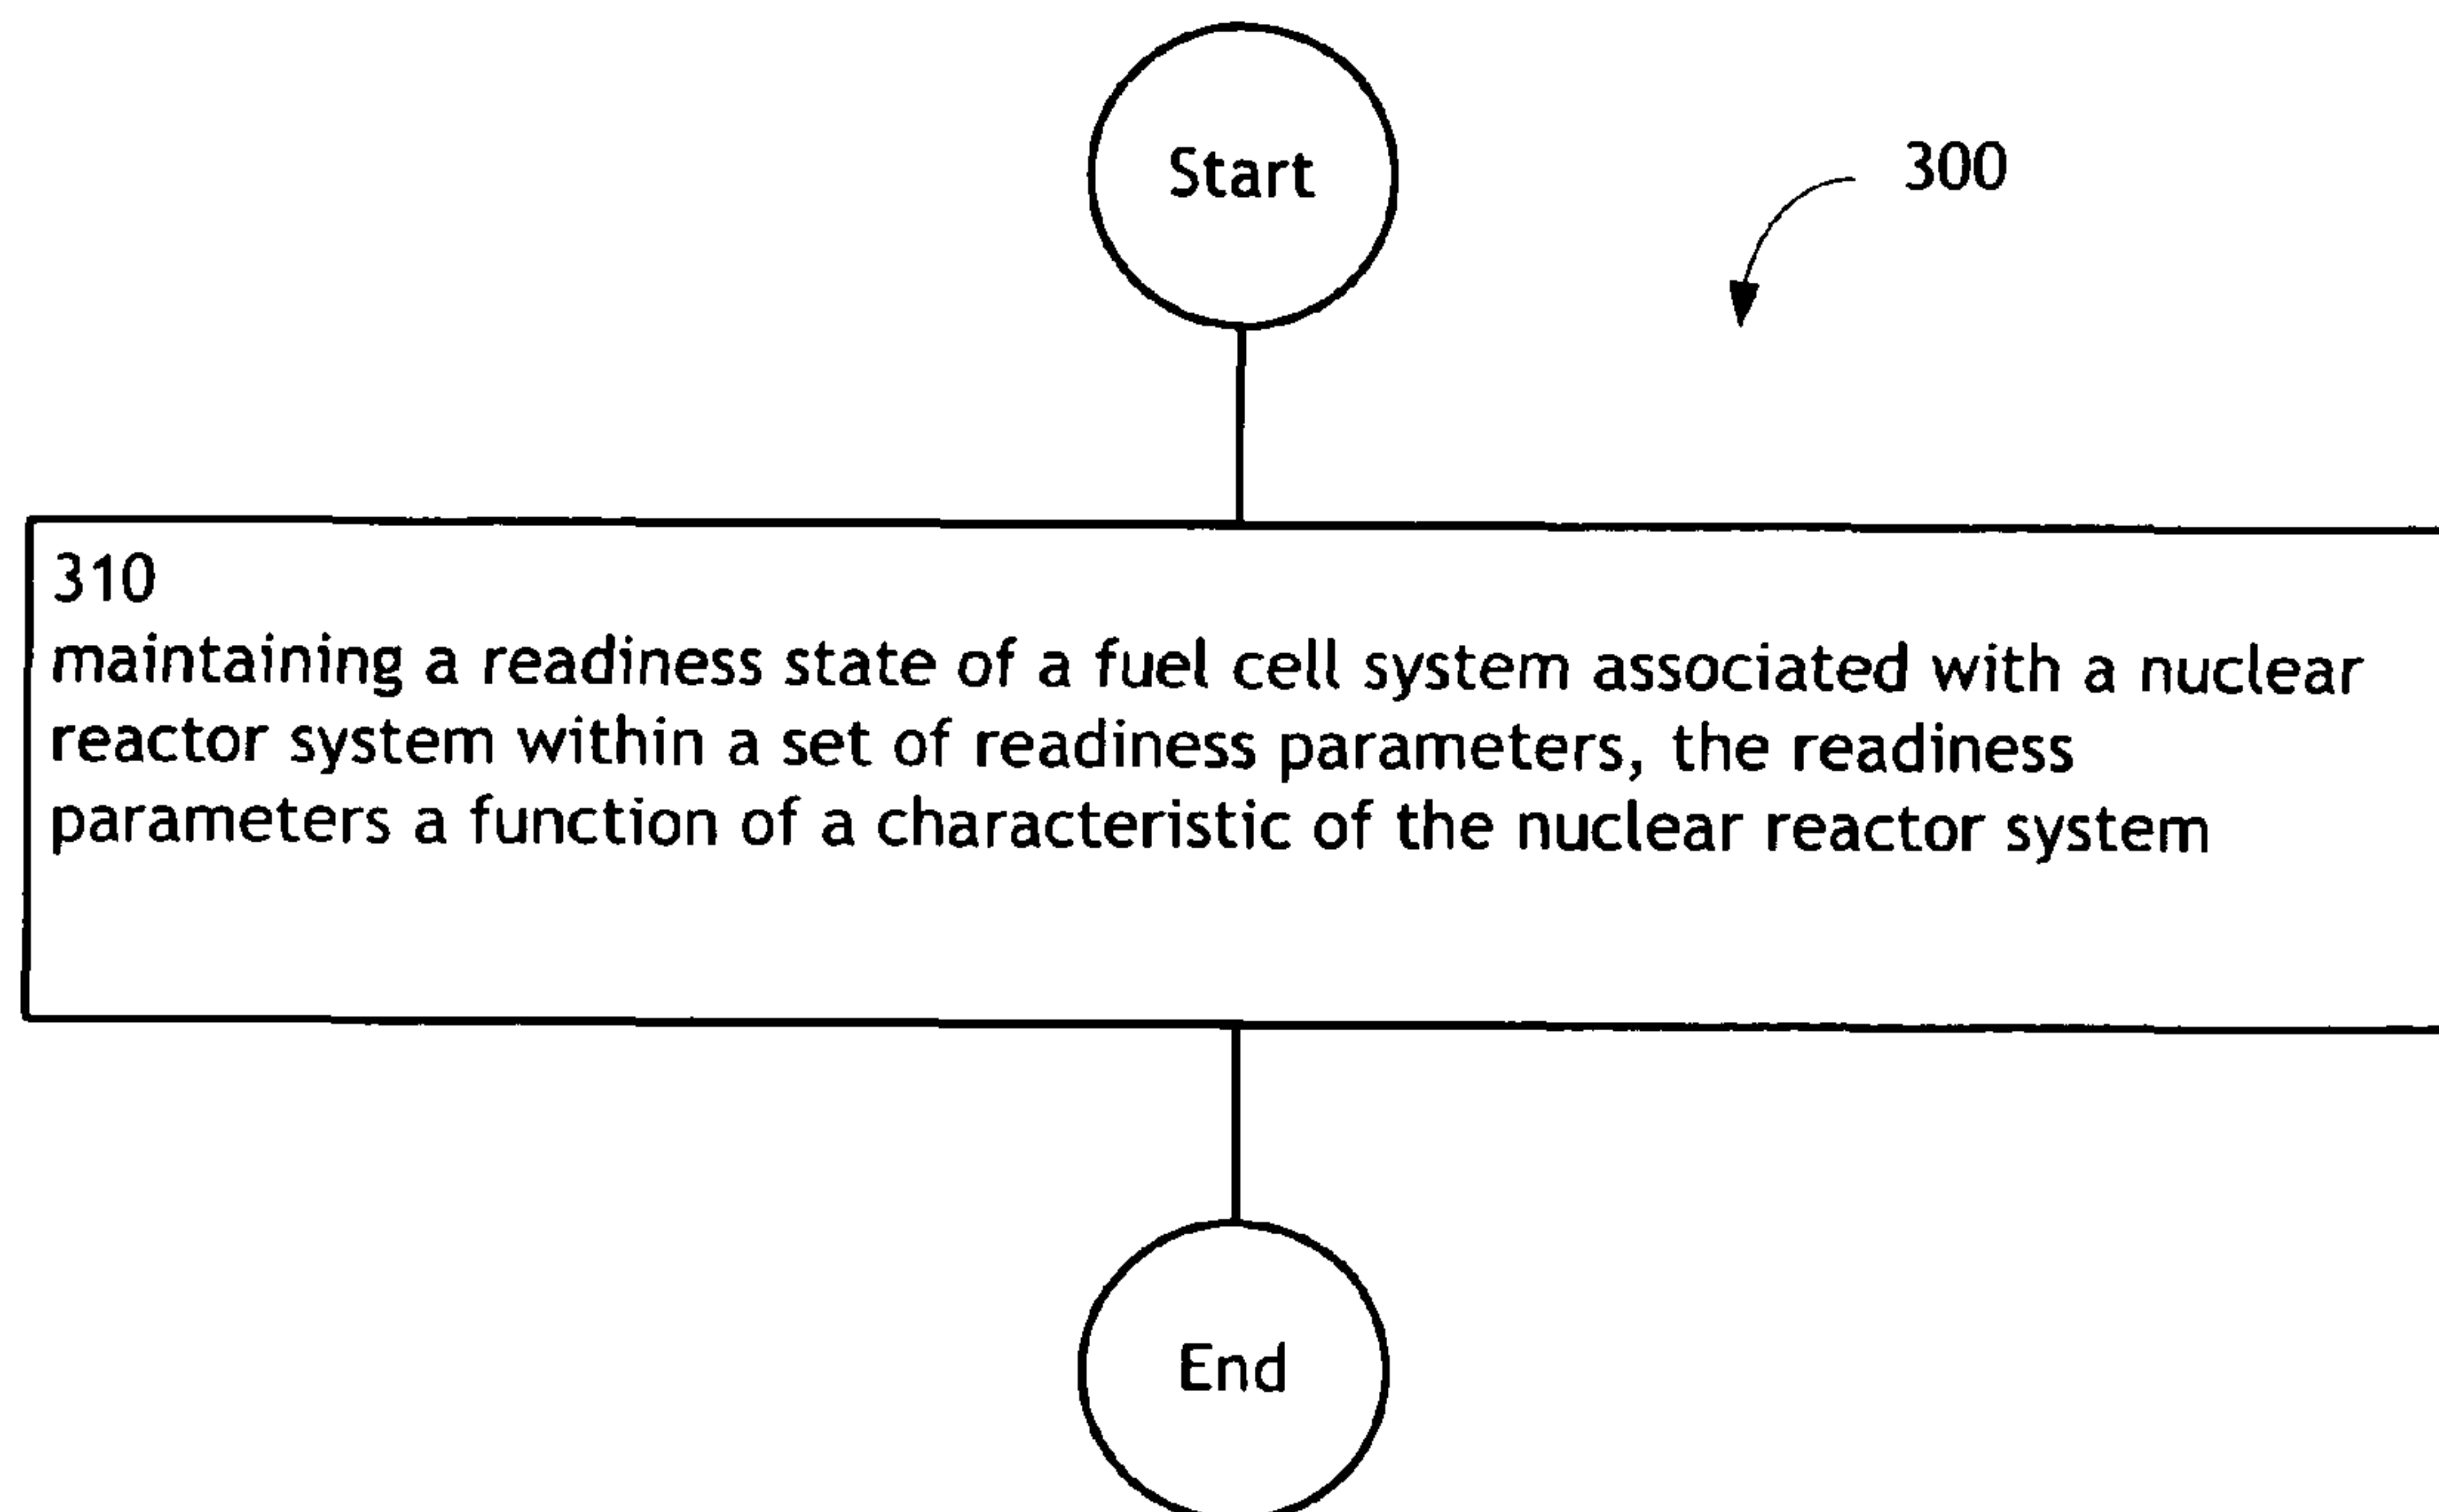 Start
300
310
maintaining a readiness state of a fuel cell system associated with a nuclear
reactor system within a set of readiness parameters, the readiness
parameters a function of a characteristic of the nuclear reactor system
End